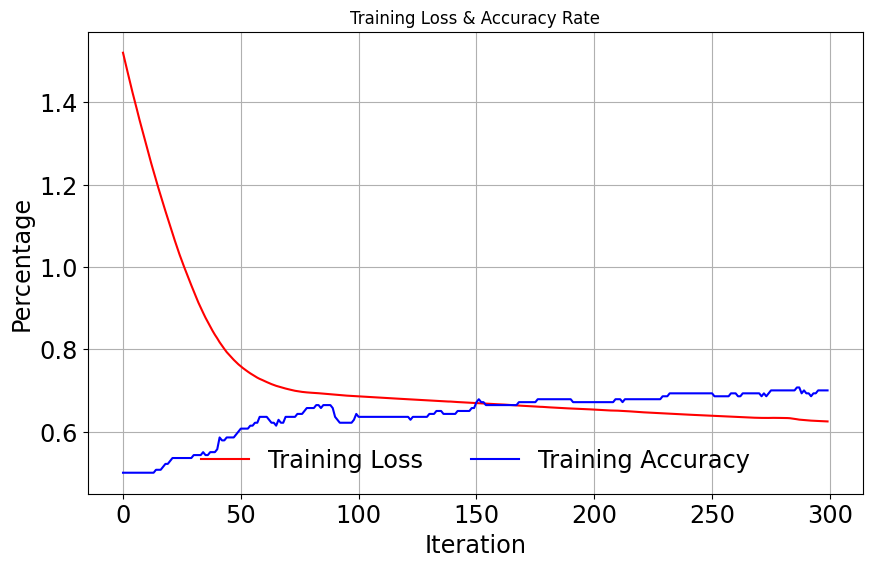 Training Loss & Accuracy Rate
Percentage
1.4
1.2
1.0
0.8
0.6
Training Loss Training Accuracy
0 50 100 150 200 250 300
Iteration